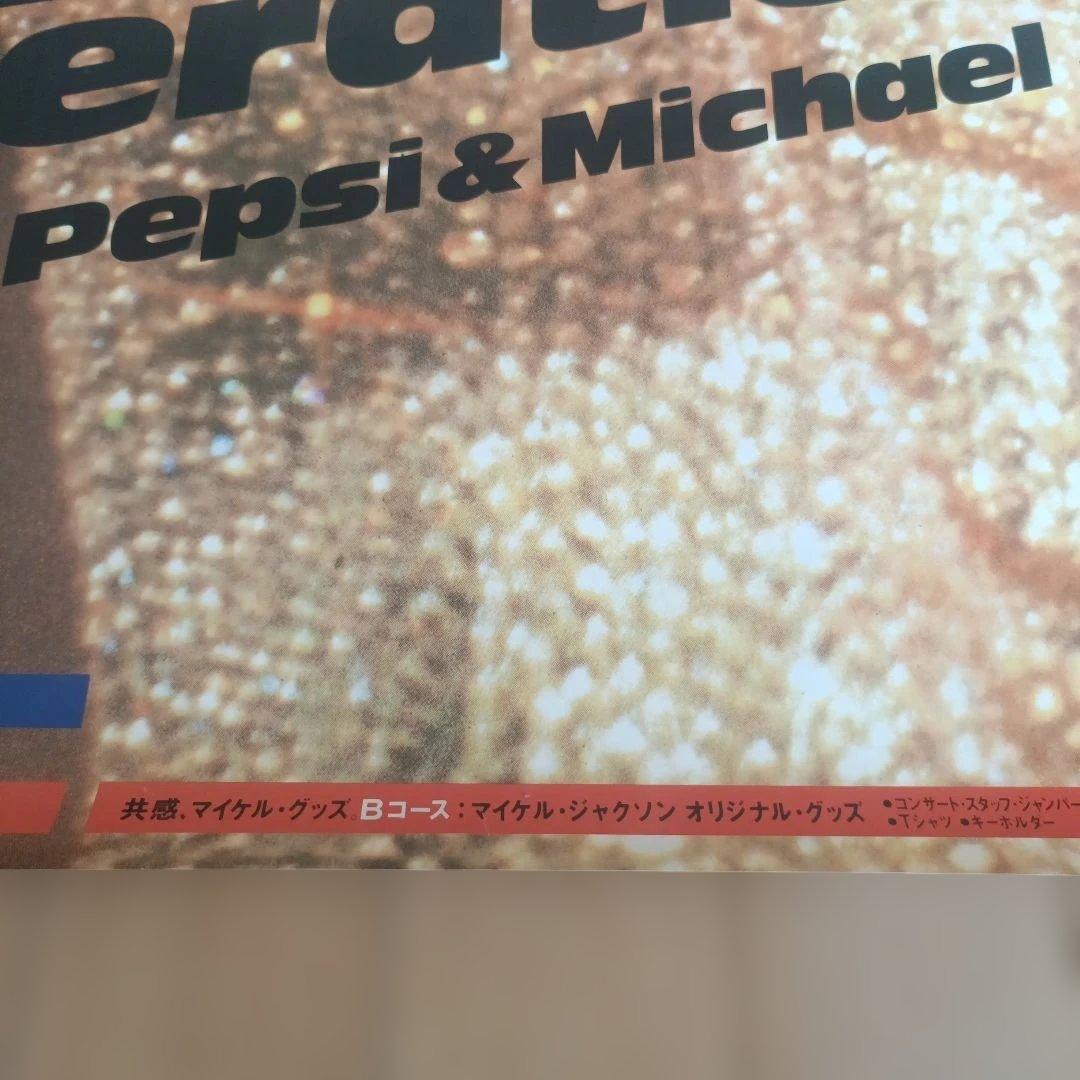 eratio
Pepsi & Michael
共感、マイケル・グッズ。Bコース：マイケル・ジャクソン オリジナル・グッズ
●コンサート・スタッフ・ジャンパー
●Tシャツ ●キーホルダー